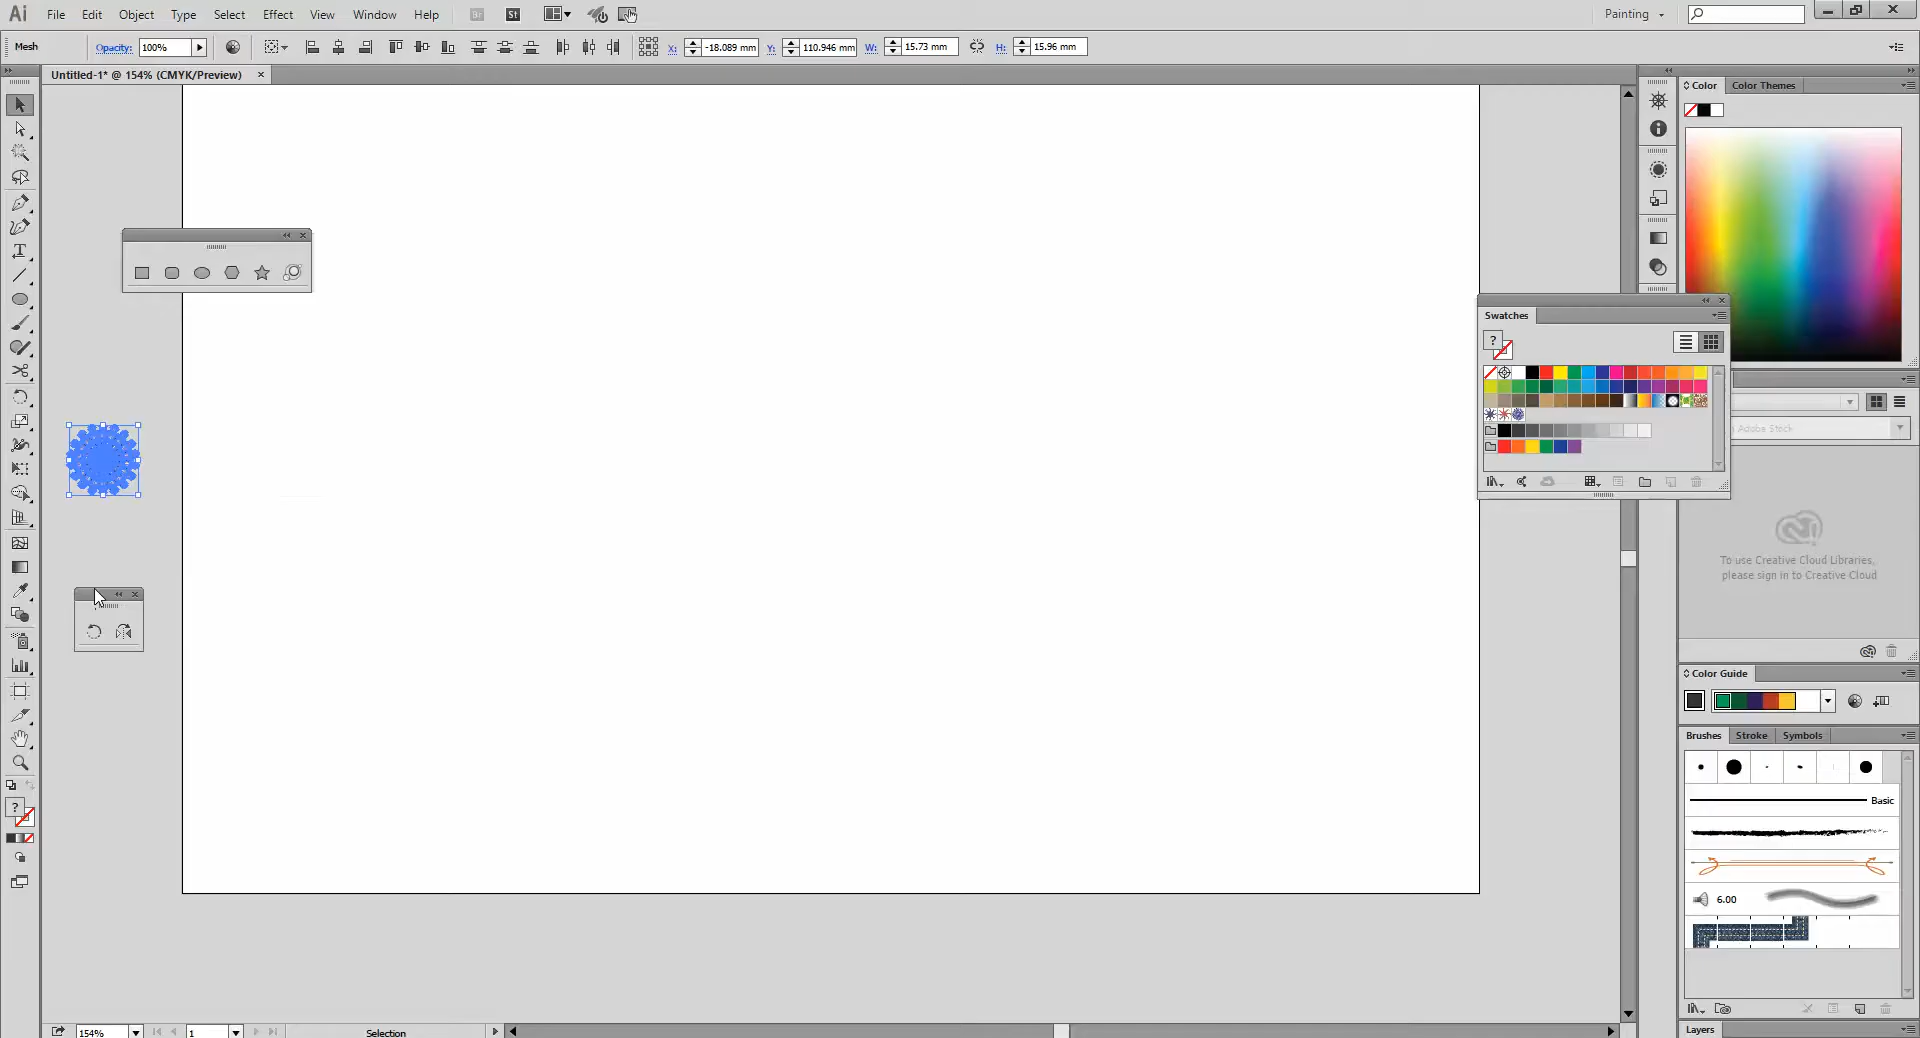 Ai File Edit Object Type Select Effect View Window Help Br St Painting
Mesh Opacity: 100% X: -18.089 mm Y: 110.946 mm W: 15.73 mm H: 15.96 mm
Untitled-1* @ 154% (CMYK/Preview)
Color Color Themes
Swatches
?
Adobe Stock
To use Creative Cloud Libraries,
please sign in to Creative Cloud
Color Guide
Brushes Stroke Symbols
Basic
?
6.00
154% 1 Selection
Layers